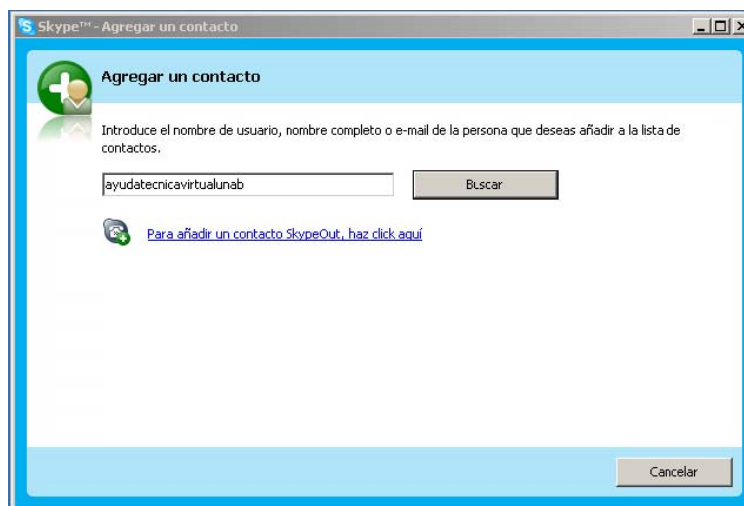 Skype™ - Agregar un contacto
Agregar un contacto
Introduce el nombre de usuario, nombre completo o e-mail de la persona que deseas añadir a la lista de
contactos.
ayudatecnicavirtualunab Buscar
Para añadir un contacto SkypeOut, haz click aquí
Cancelar